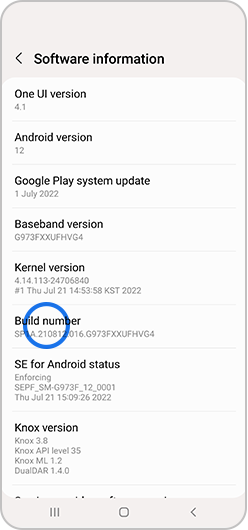 Software information
One UI version
4.1
Android version
12
Google Play system update
1 July 2022
Baseband version
G973FXXUFHVG4
Kernel version
4.14.113-24706840
#1 Thu Jul 21 14:53:58 KST 2022
Build number
SP1A.210812.016.G973FXXUFHVG4
SE for Android status
Enforcing
SEPF_SM-G973F_12_0001
Thu Jul 21 15:09:26 2022
Knox version
Knox 3.8
Knox API level 35
Knox ML 1.2
DualDAR 1.4.0